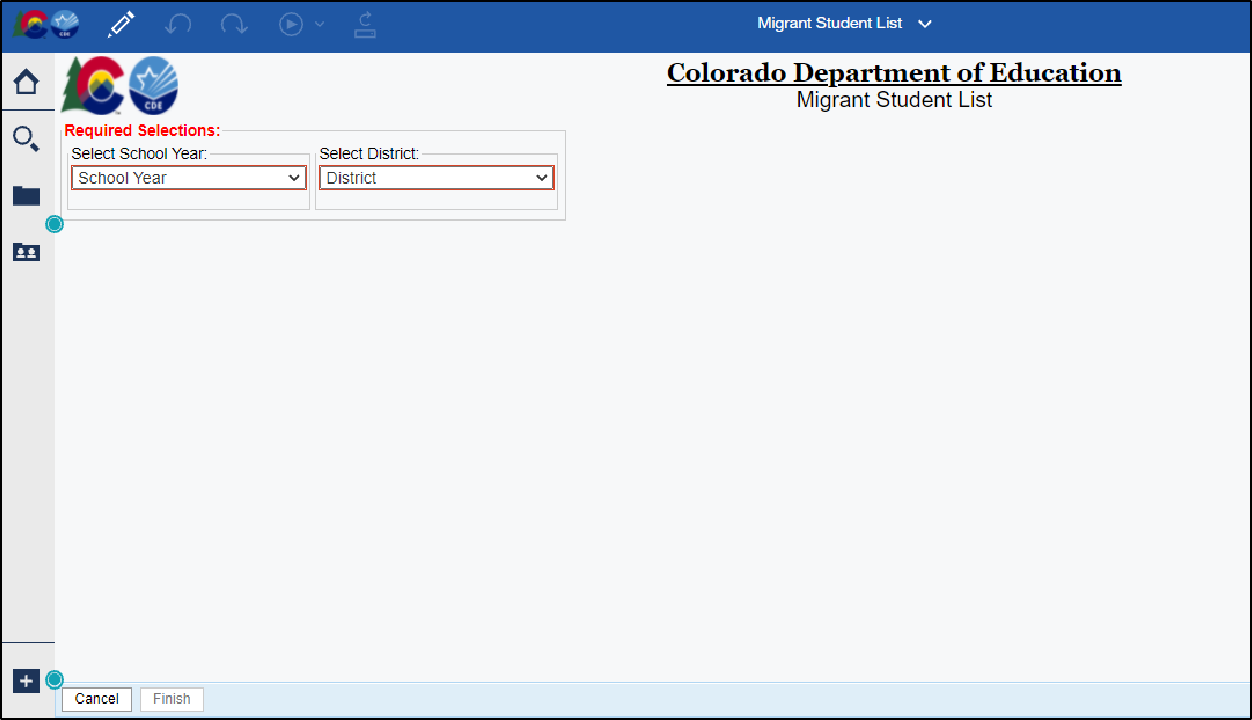 Migrant Student List
CDE
Colorado Department of Education
Migrant Student List
Required Selections:
Select School Year: Select District:
School Year District
Cancel Finish